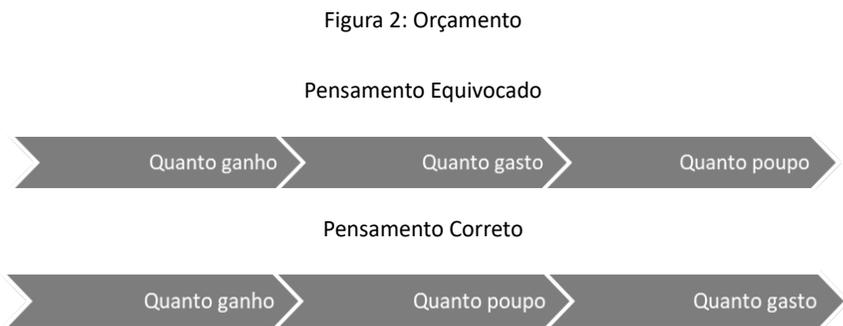 Figura 2: Orçamento
Pensamento Equivocado
Quanto ganho Quanto gasto Quanto poupo
Pensamento Correto
Quanto ganho Quanto poupo Quanto gasto